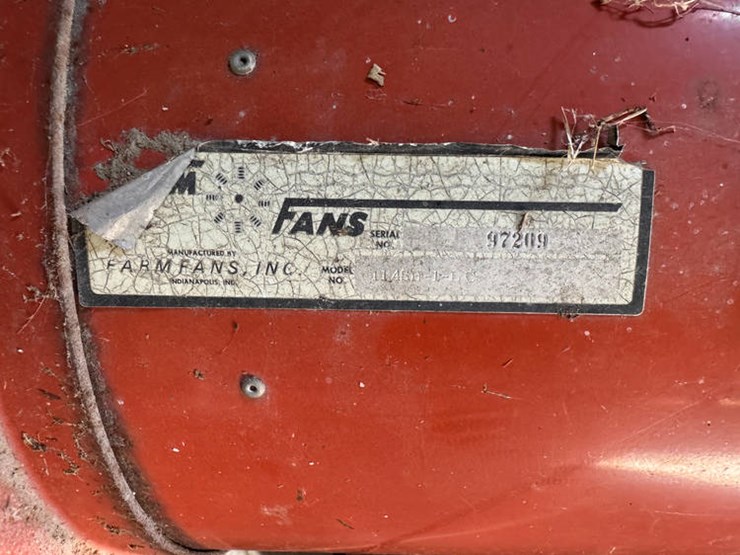 M
FANS
SERIAL NO. 97209
MANUFACTURED BY
FARM FANS, INC.
INDIANAPOLIS, IND.
MODEL NO.